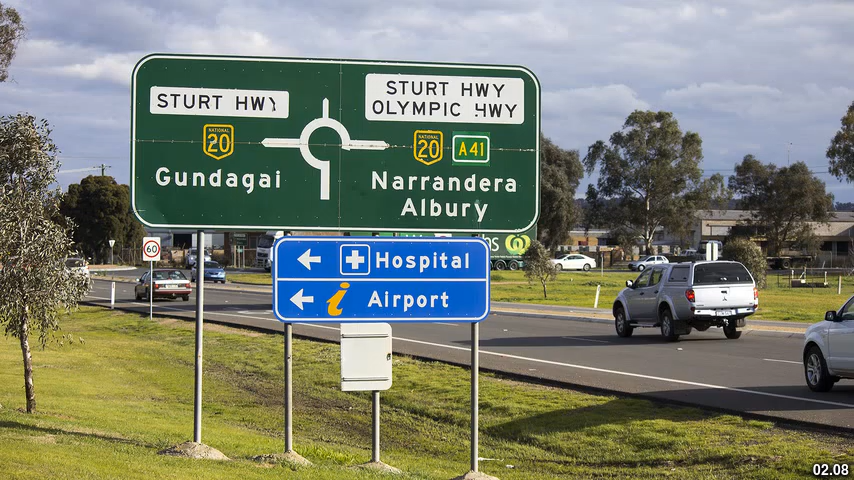 STURT HWY
STURT HWY
OLYMPIC HWY
NATIONAL
20
NATIONAL
20
A41
Gundagai
Narrandera
Albury
60
Hospital
i Airport
02.08